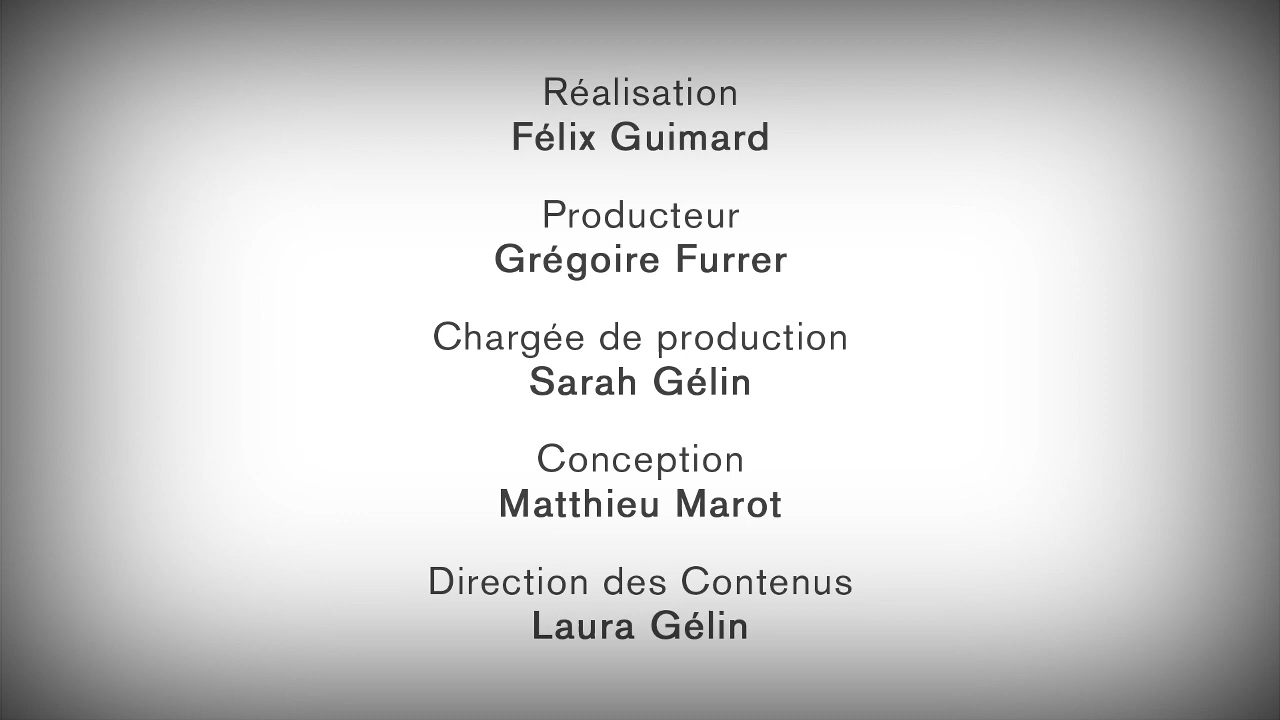 Réalisation
Félix Guimard
Producteur
Grégoire Furrer
Chargée de production
Sarah Gélin
Conception
Matthieu Marot
Direction des Contenus
Laura Gélin